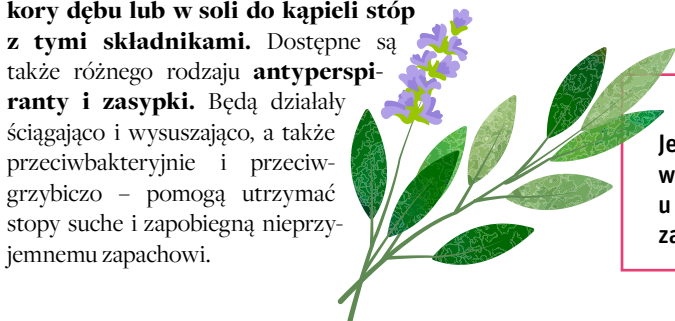 kory dębu lub w soli do kąpieli stóp
z tymi składnikami. Dostępne są
także różnego rodzaju antyperspi-
ranty i zasypki. Będą działały
ściągająco i wysuszająco, a także
przeciwbakteryjnie i przeciw-
grzybiczo – pomogą utrzymać
stopy suche i zapobiegną nieprzy-
jemnemu zapachowi.
Je
w
u
za